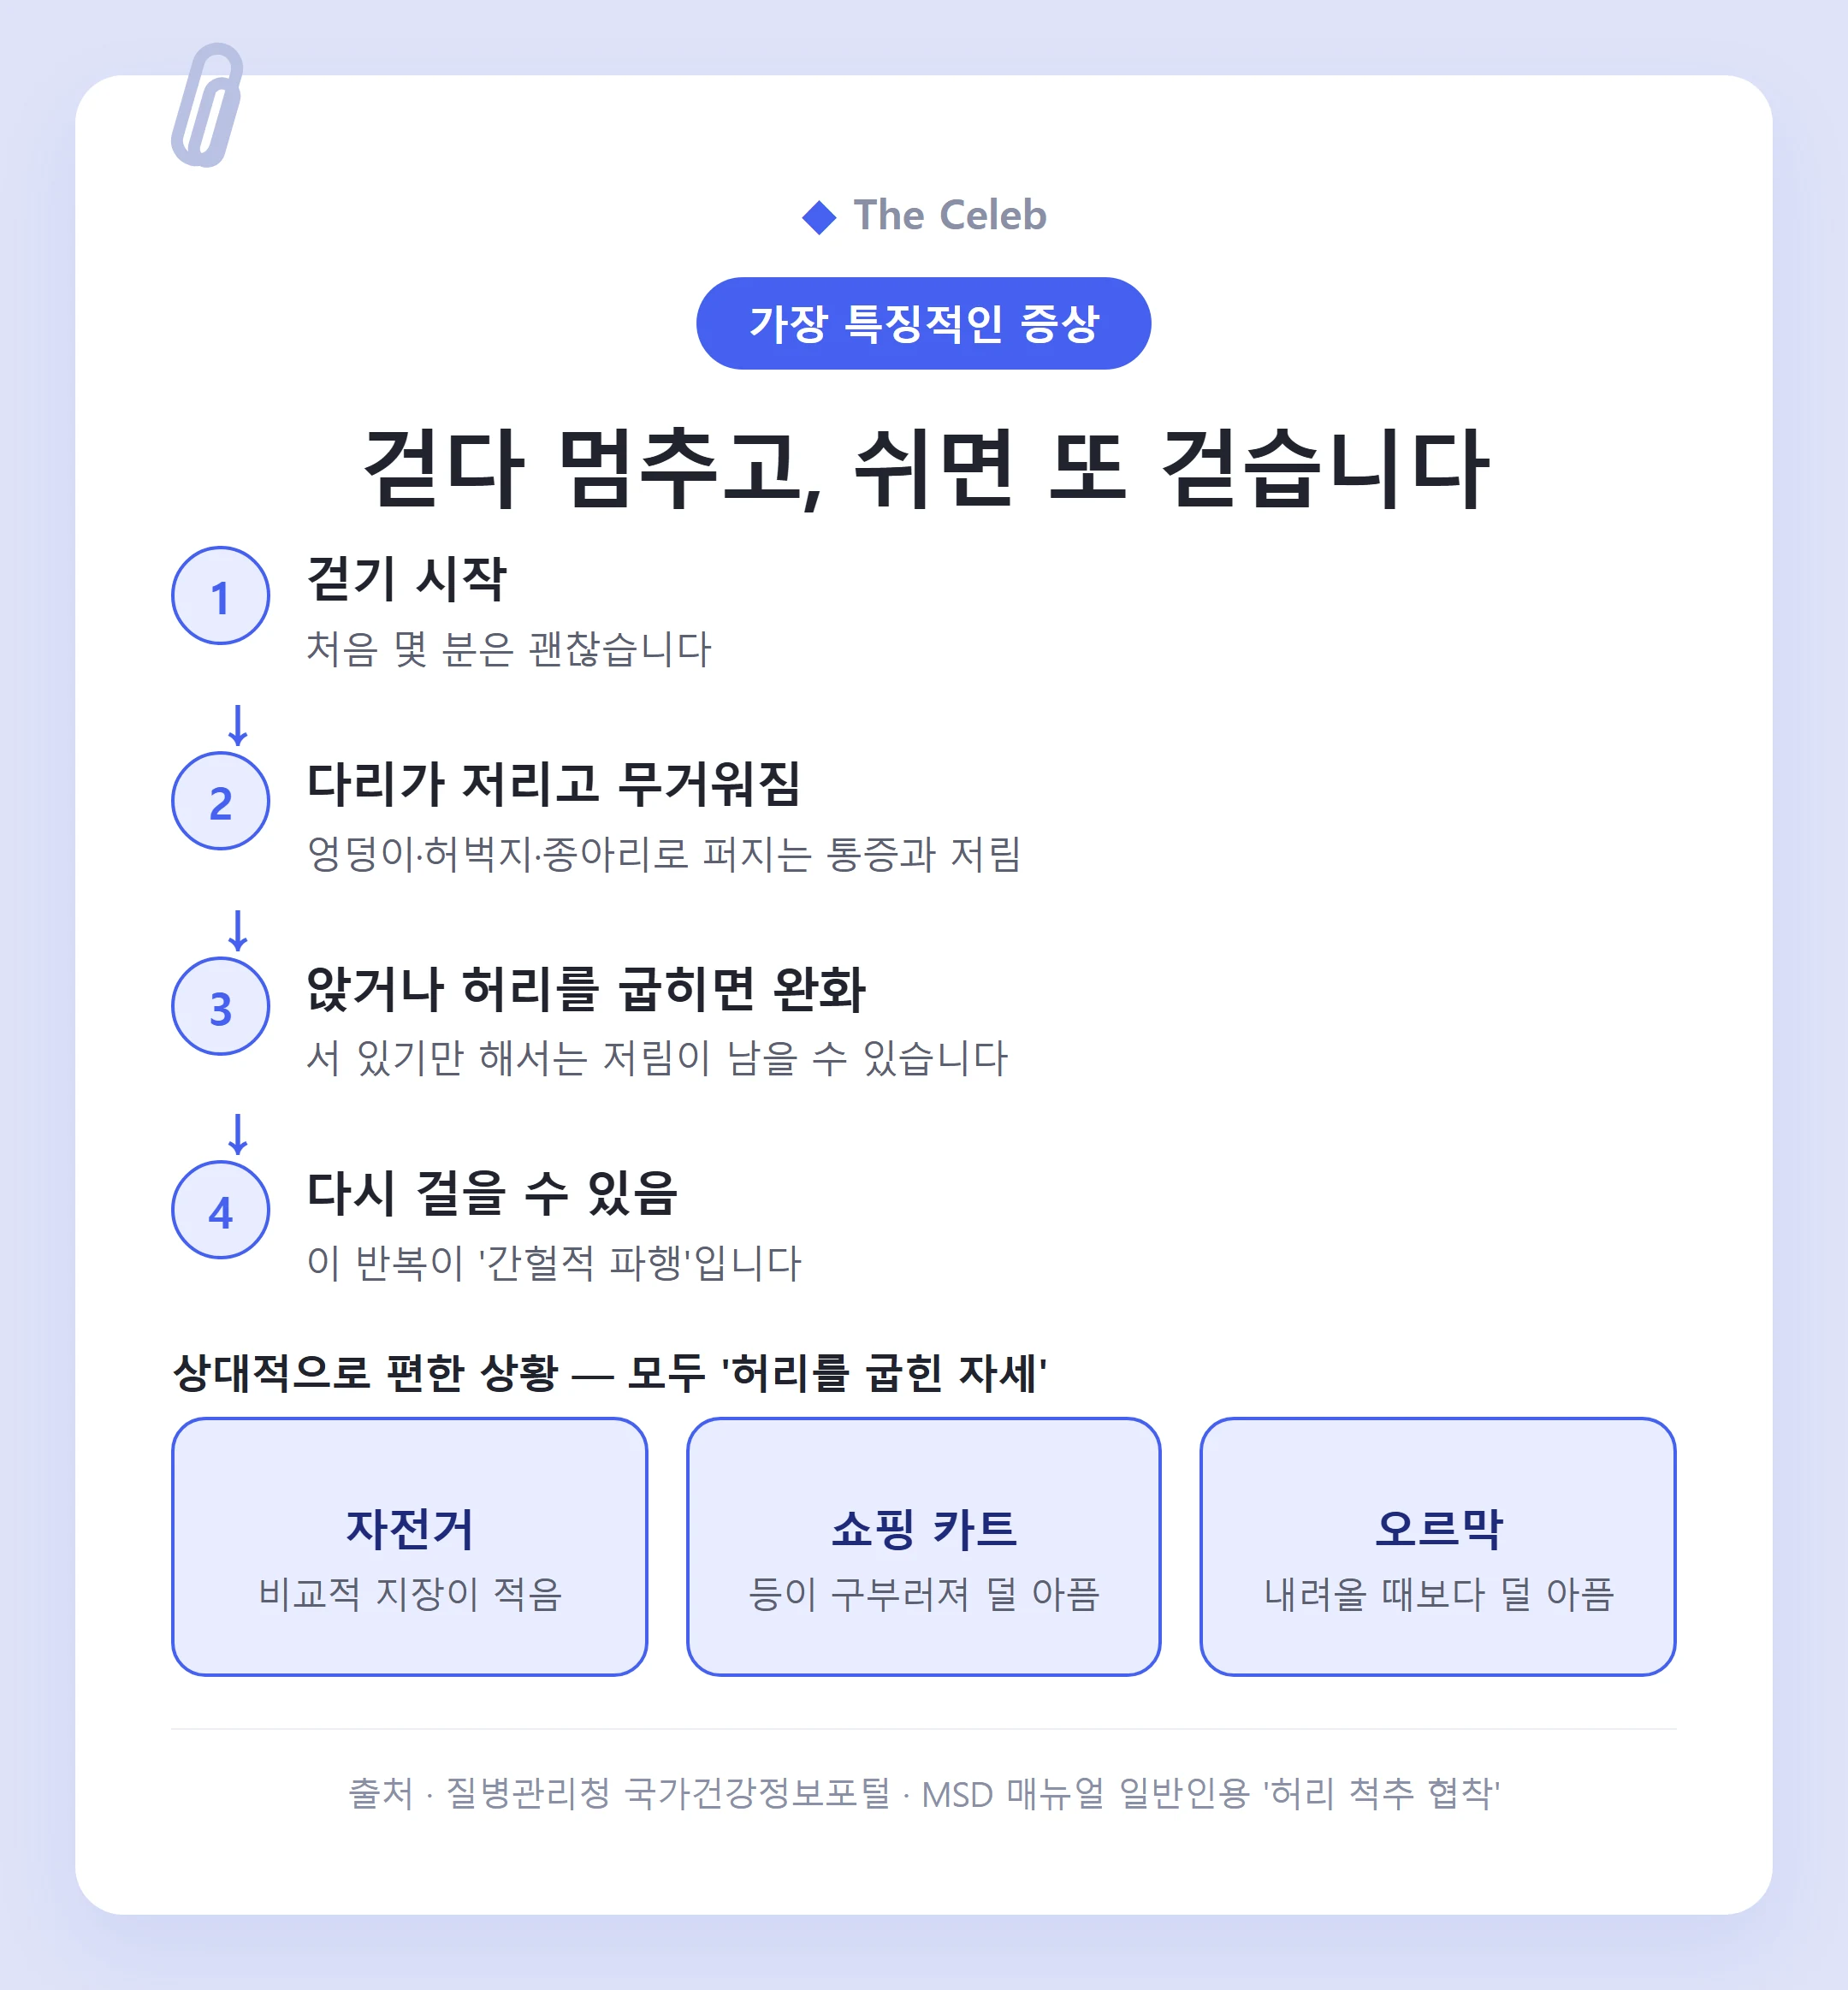 ◆ The Celeb
가장 특징적인 증상
걷다 멈추고, 쉬면 또 걷습니다
1 걷기 시작
처음 몇 분은 괜찮습니다
↓
2 다리가 저리고 무거워짐
엉덩이·허벅지·종아리로 퍼지는 통증과 저림
↓
3 앉거나 허리를 굽히면 완화
서 있기만 해서는 저림이 남을 수 있습니다
↓
4 다시 걸을 수 있음
이 반복이 '간헐적 파행'입니다
상대적으로 편한 상황 — 모두 '허리를 굽힌 자세'
자전거
비교적 지장이 적음
쇼핑 카트
등이 구부러져 덜 아픔
오르막
내려올 때보다 덜 아픔
출처 · 질병관리청 국가건강정보포털 · MSD 매뉴얼 일반인용 '허리 척추 협착'